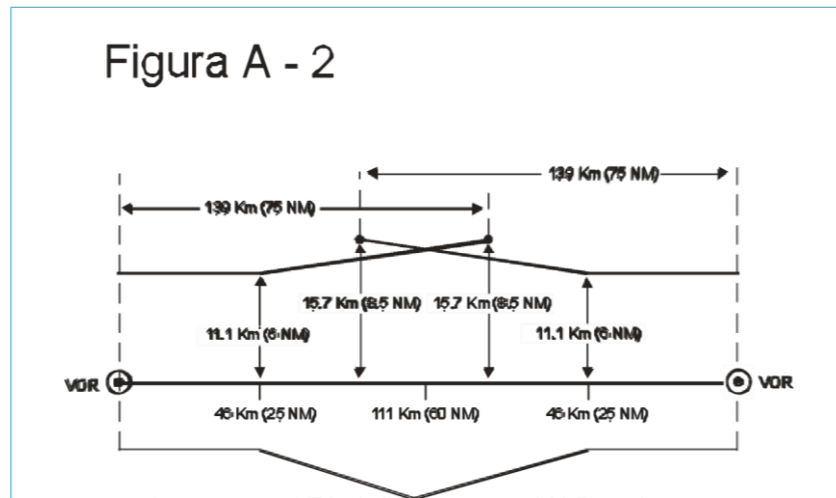 Figura A - 2
139 Km (75 NM)
139 Km (75 NM)
15.7 Km (8.5 NM)
15.7 Km (8.5 NM)
11.1 Km (6 NM)
11.1 Km (6 NM)
VOR
VOR
46 Km (25 NM)
111 Km (60 NM)
46 Km (25 NM)